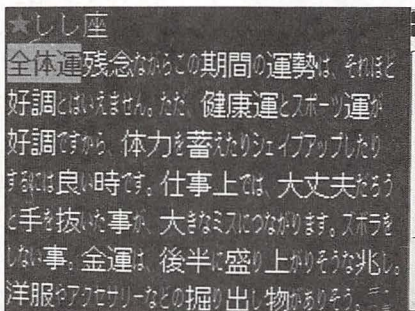 ★しし座
全体運残念ながらこの期間の運勢は、それほど
好調とはいえません。ただ、健康運とスポーツ運が
好調ですから、体力を蓄えたりシェイプアップしたり
するには良い時です。仕事上では、大丈夫だろう
と手を抜いた事が、大きなミスにつながります。ズボラを
しない事。金運は、後半に盛り上がりそうな兆し。
洋服やアクセサリーなどの掘り出し物がありそう。